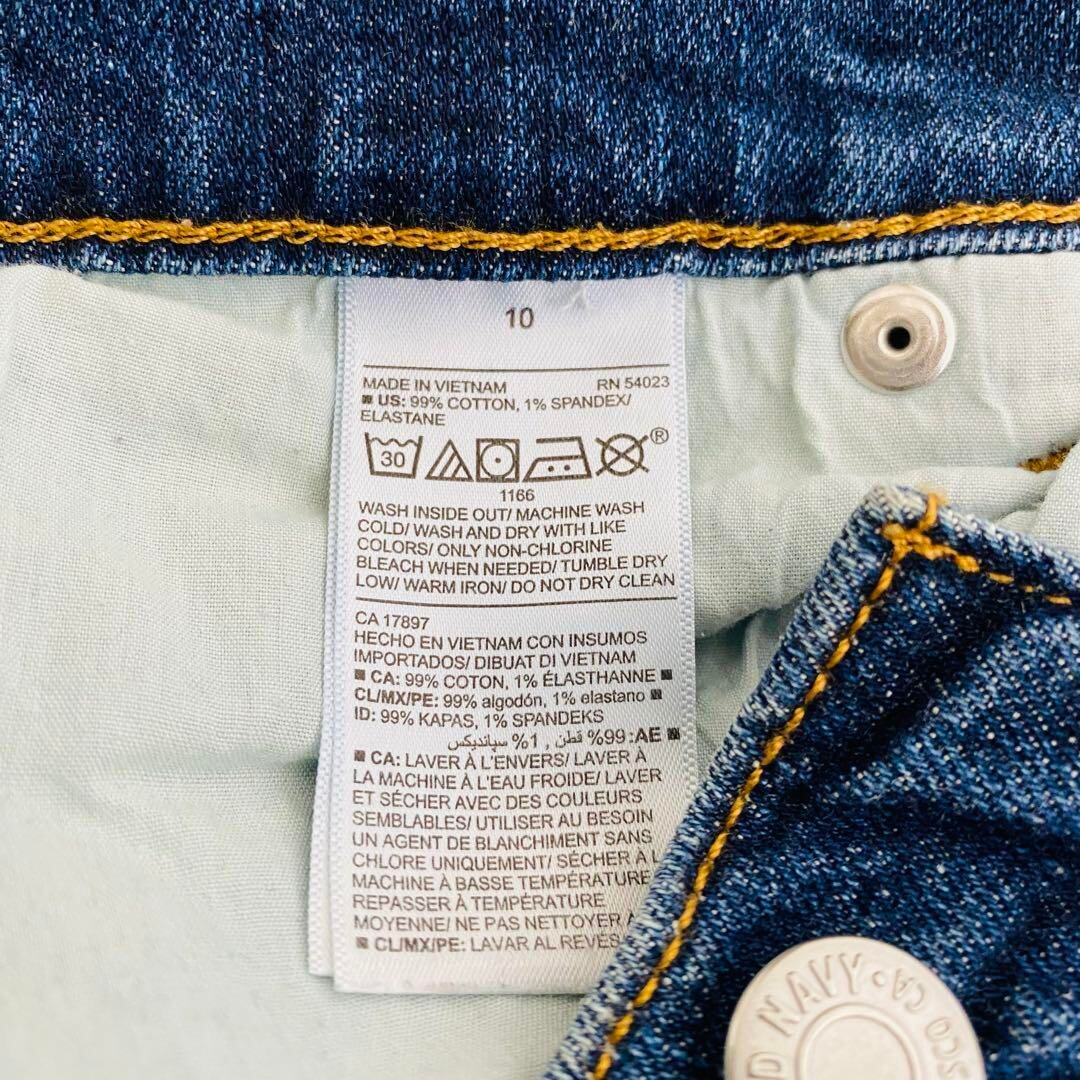 10
MADE IN VIETNAM RN 54023
US: 99% COTTON, 1% SPANDEX/
ELASTANE
30
®
1166
WASH INSIDE OUT/ MACHINE WASH
COLD/ WASH AND DRY WITH LIKE
COLORS/ ONLY NON-CHLORINE
BLEACH WHEN NEEDED/ TUMBLE DRY
LOW/ WARM IRON/ DO NOT DRY CLEAN
CA 17897
HECHO EN VIETNAM CON INSUMOS
IMPORTADOS/ DIBUAT DI VIETNAM
CA: 99% COTON, 1% ÉLASTHANNE
CL/MX/PE: 99% algodón, 1% elastano
ID: 99% KAPAS, 1% SPANDEKS
AE: 99% قطن , 1% سپاندیکس
CA: LAVER À L'ENVERS/ LAVER À
LA MACHINE À L'EAU FROIDE/ LAVER
ET SÉCHER AVEC DES COULEURS
SEMBLABLES/ UTILISER AU BESOIN
UN AGENT DE BLANCHIMENT SANS
CHLORE UNIQUEMENT/ SÉCHER À L
MACHINE À BASSE TEMPÉRATURE
REPASSER À TEMPÉRATURE
MOYENNE/ NE PAS NETTOYER
CL/MX/PE: LAVAR AL REVÉS
D NAVY • CA • SCO